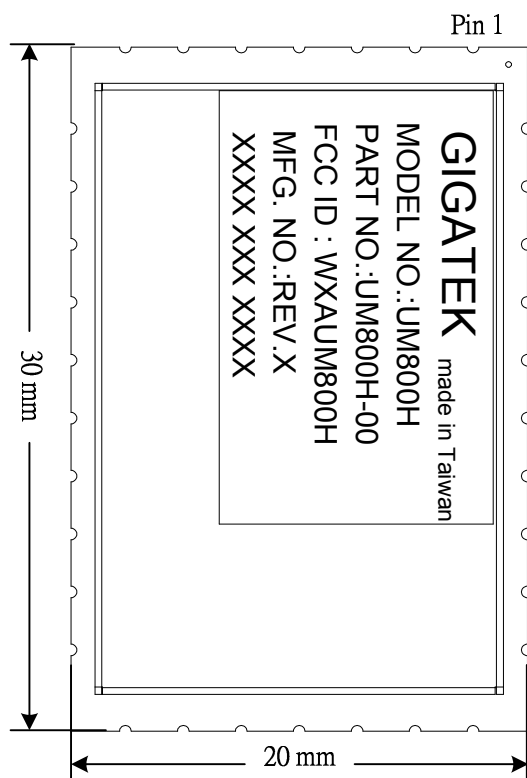 Pin 1
GIGATEK made in Taiwan
MODEL NO.:UM800H
PART NO.:UM800H-00
FCC ID : WXAUM800H
MFG. NO.:REV.X
XXXX XXX XXXX
30 mm
20 mm